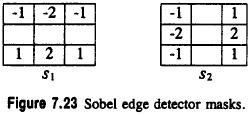 -1 -2 -1 -1 1
-2 2
1 2 1 -1 1
s1 s2
Figure 7.23 Sobel edge detector masks.